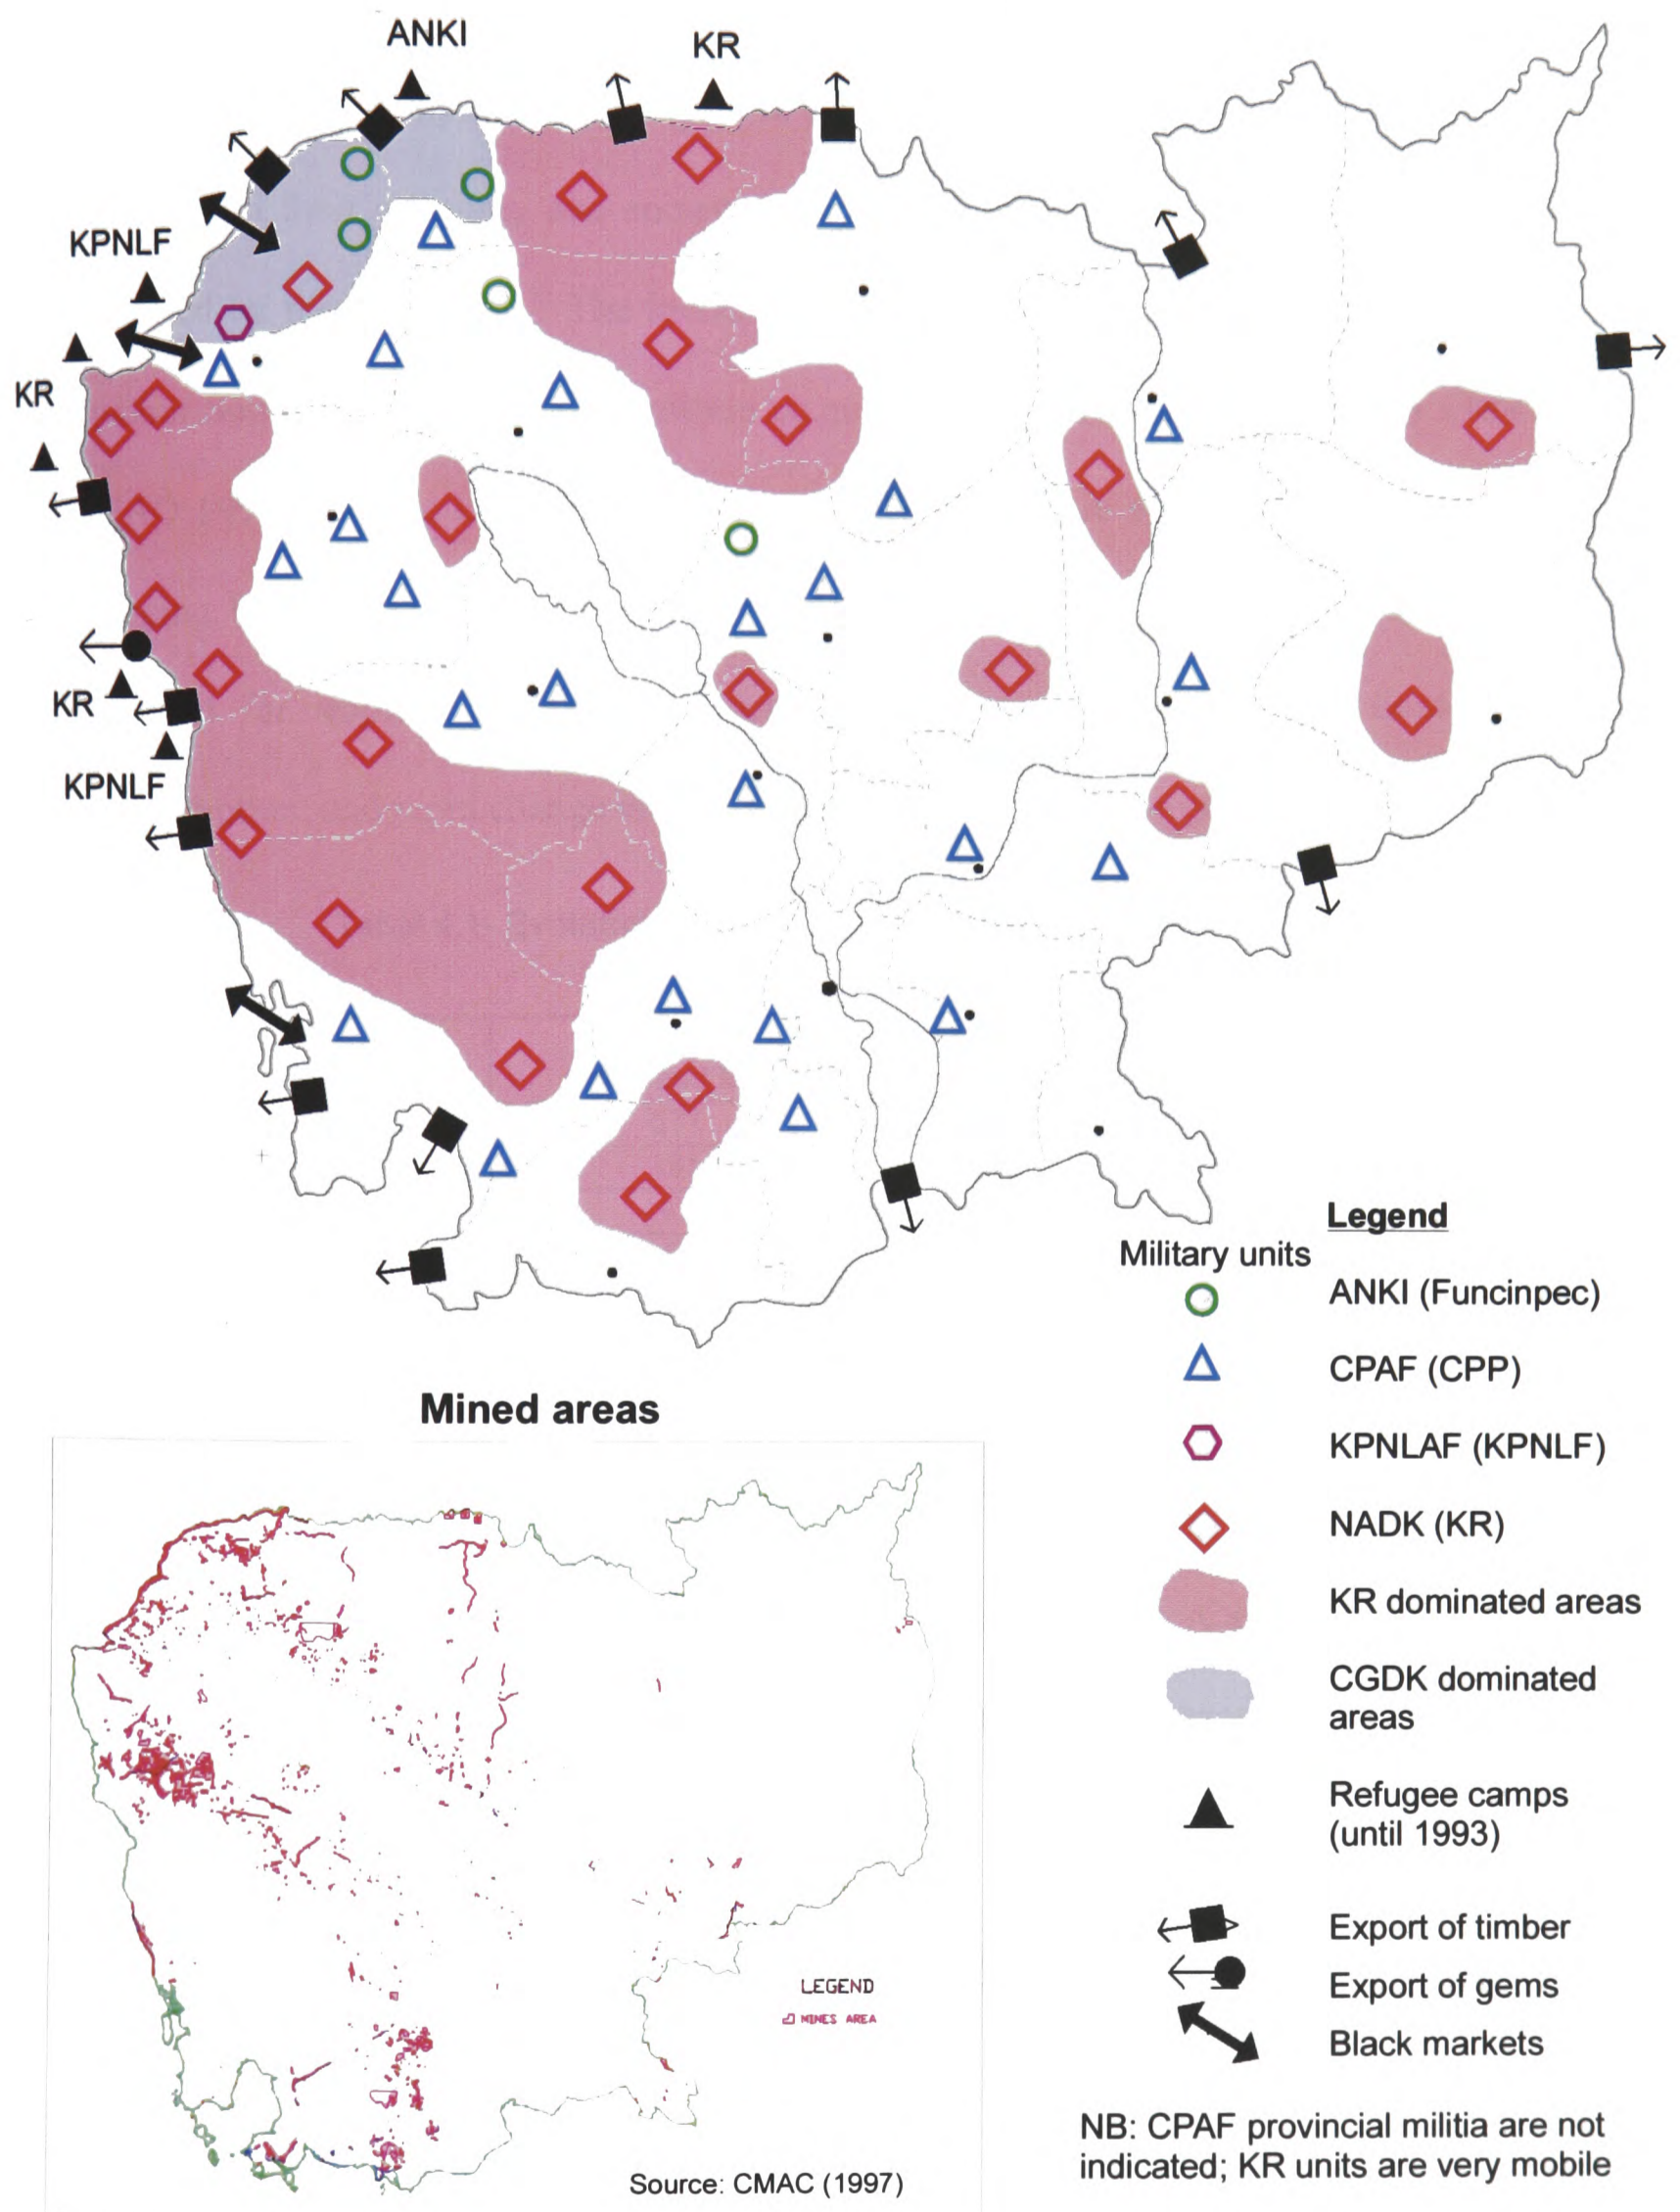 ANKI
KR
KPNLF
KR
KR
KPNLF
Legend
Military units
ANKI (Funcinpec)
CPAF (CPP)
KPNLAF (KPNLF)
NADK (KR)
KR dominated areas
CGDK dominated
areas
Refugee camps
(until 1993)
Export of timber
Export of gems
Black markets
NB: CPAF provincial militia are not
indicated; KR units are very mobile
Mined areas
LEGEND
MINES AREA
Source: CMAC (1997)